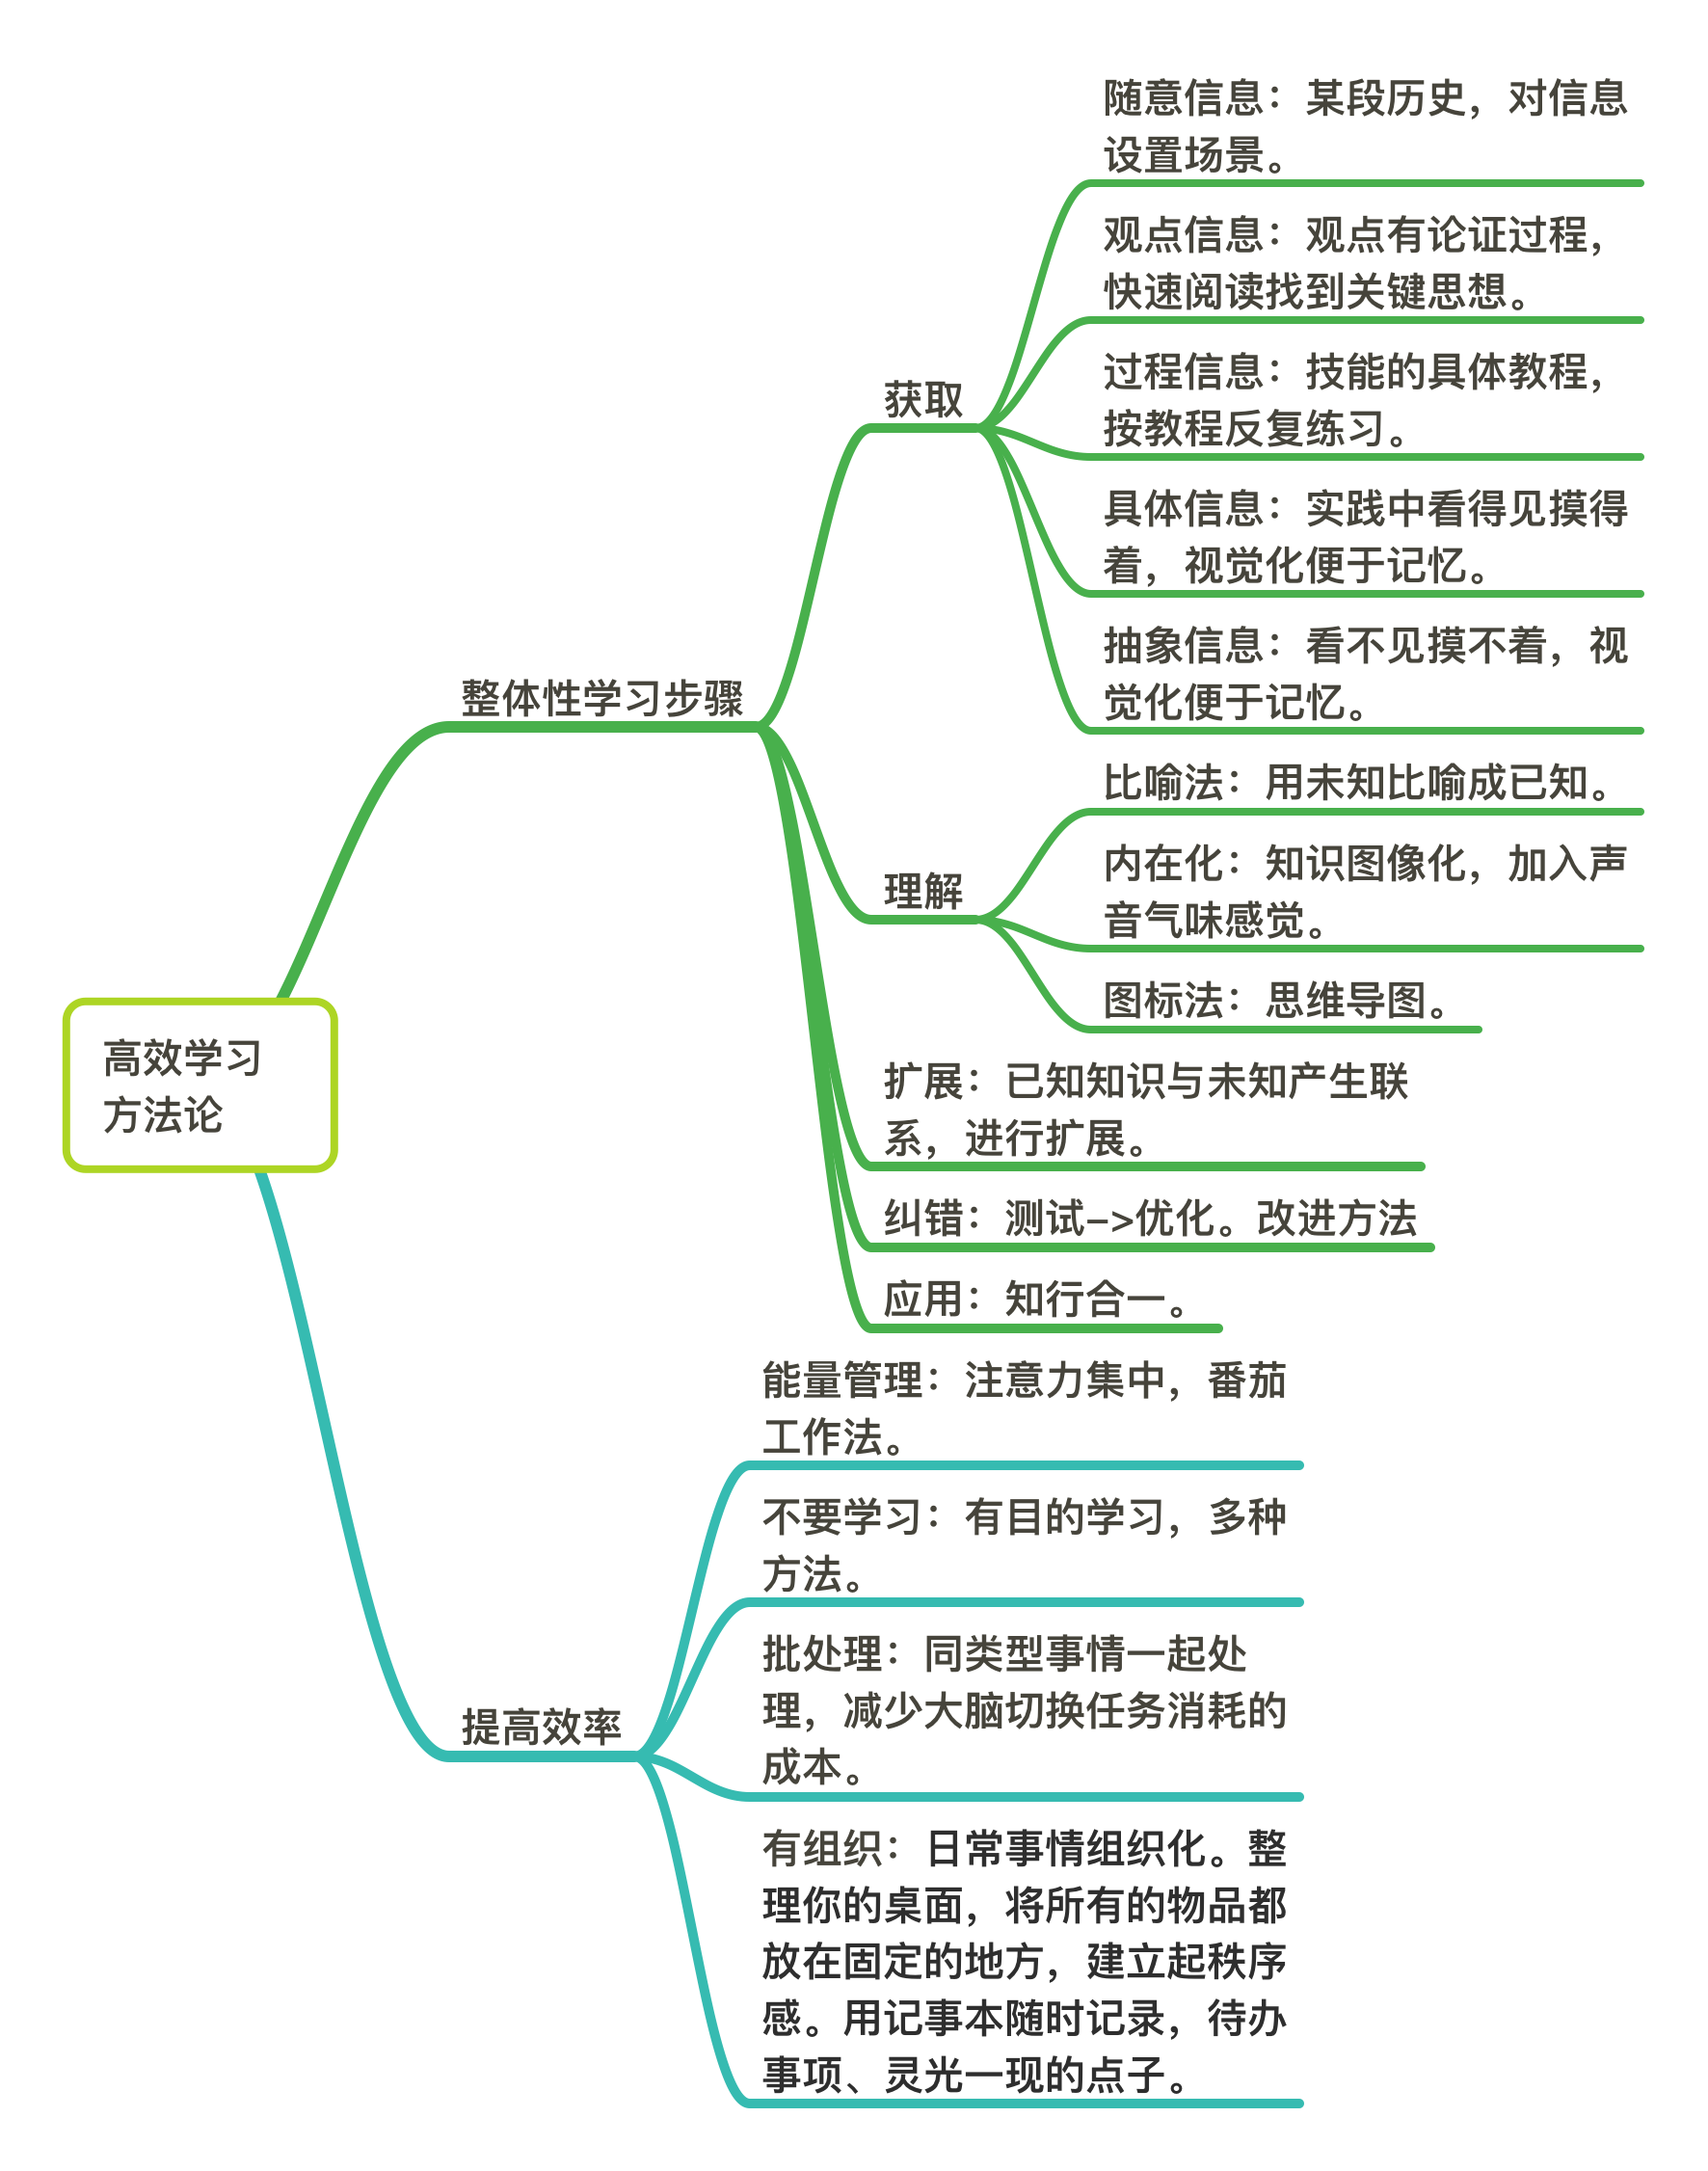 高效学习
方法论
整体性学习步骤
获取
随意信息：某段历史，对信息
设置场景。
观点信息：观点有论证过程，
快速阅读找到关键思想。
过程信息：技能的具体教程，
按教程反复练习。
具体信息：实践中看得见摸得
着，视觉化便于记忆。
抽象信息：看不见摸不着，视
觉化便于记忆。
理解
比喻法：用未知比喻成已知。
内在化：知识图像化，加入声
音气味感觉。
图标法：思维导图。
扩展：已知知识与未知产生联
系，进行扩展。
纠错：测试–>优化。改进方法
应用：知行合一。
提高效率
能量管理：注意力集中，番茄
工作法。
不要学习：有目的学习，多种
方法。
批处理：同类型事情一起处
理，减少大脑切换任务消耗的
成本。
有组织：日常事情组织化。整
理你的桌面，将所有的物品都
放在固定的地方，建立起秩序
感。用记事本随时记录，待办
事项、灵光一现的点子。